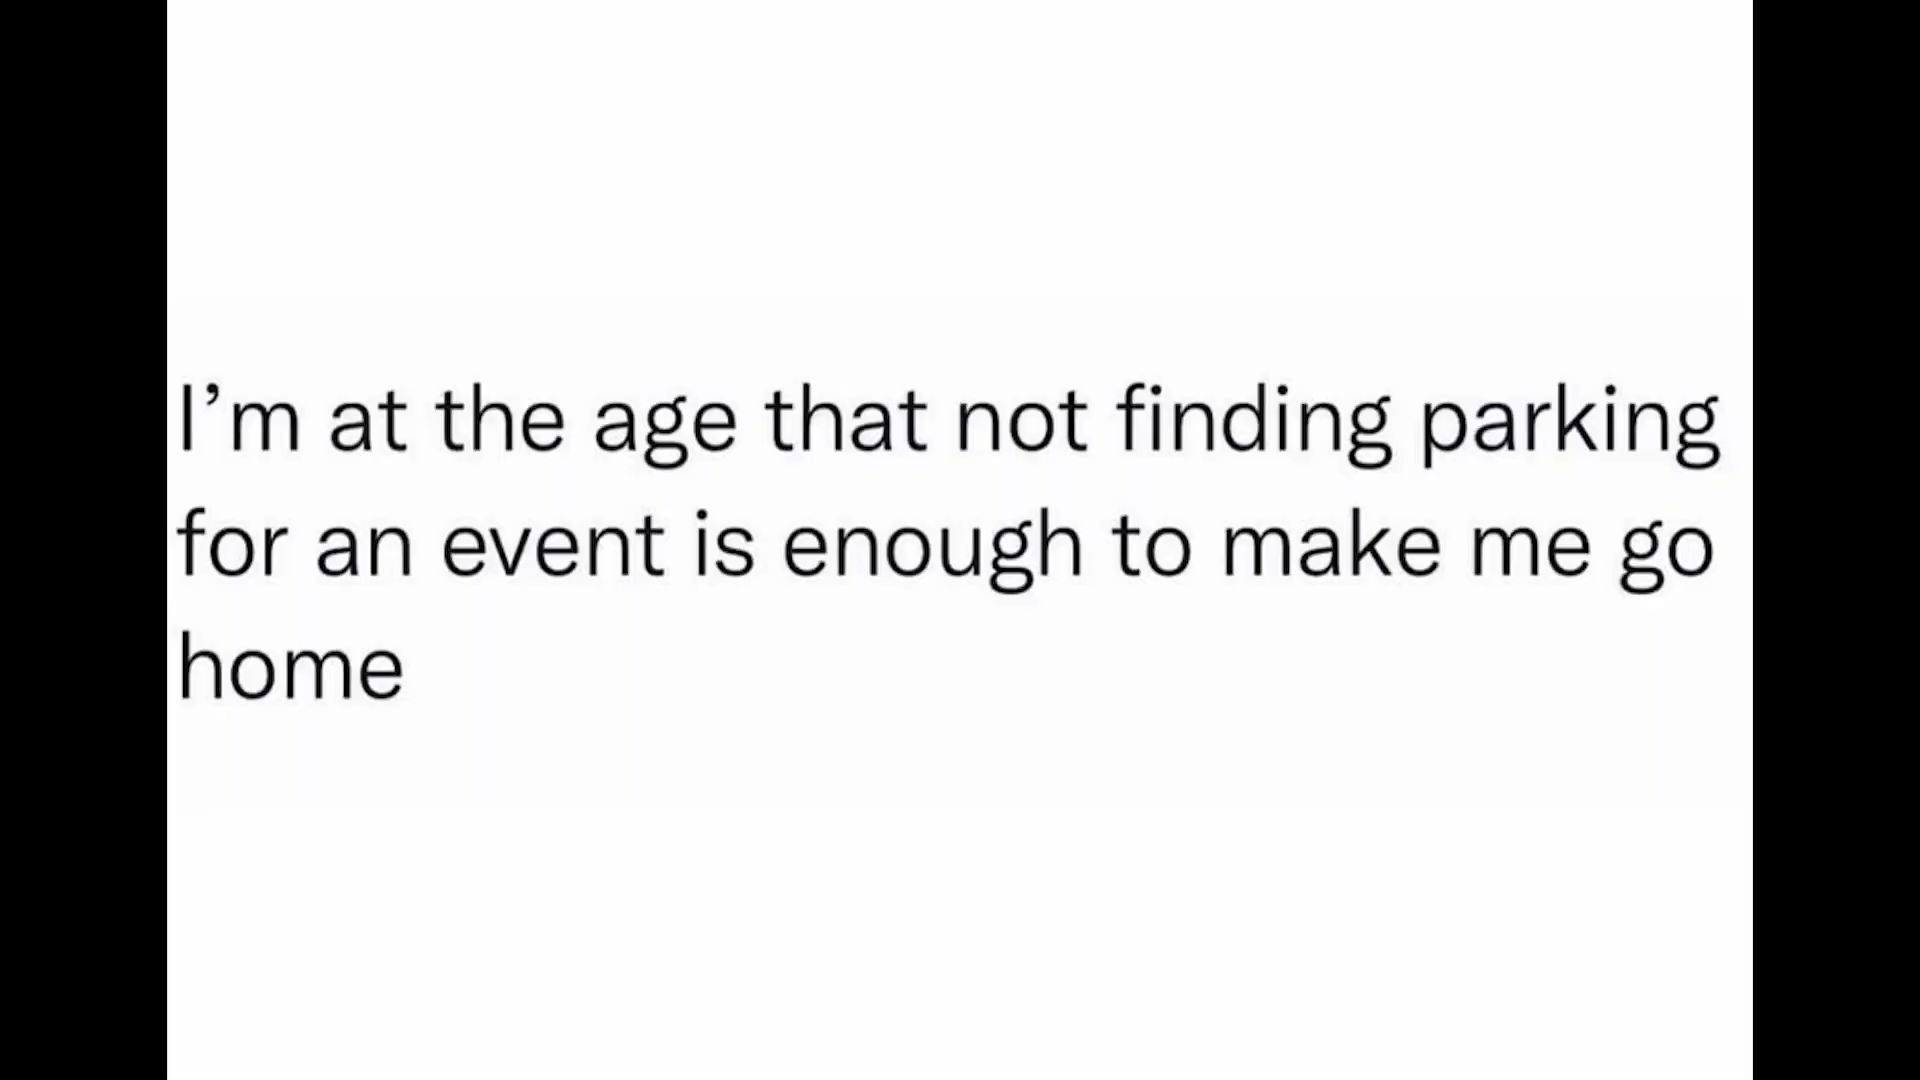 I’m at the age that not finding parking
for an event is enough to make me go
home